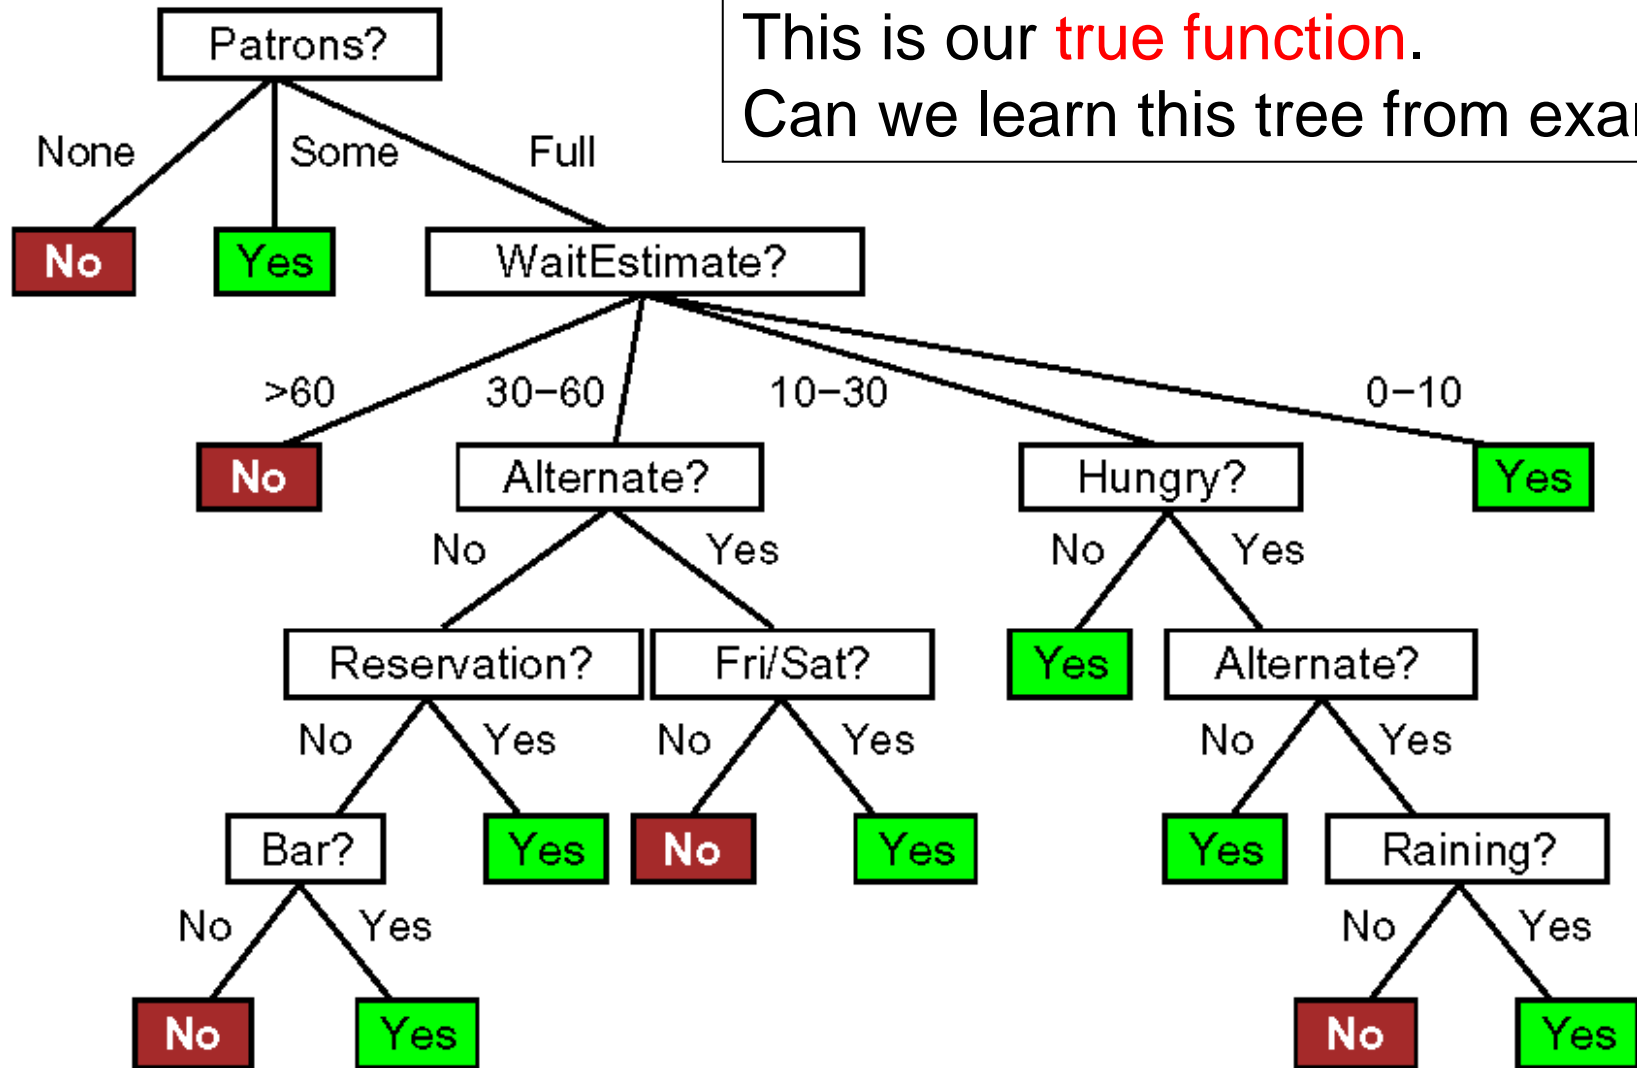 This is our true function.
Can we learn this tree from
Patrons?
None Some Full
No Yes WaitEstimate?
>60 30−60 10−30 0−10
No Alternate? Hungry? Yes
No Yes No Yes
Reservation? Fri/Sat? Yes Alternate?
No Yes No Yes No Yes
Bar? Yes No Yes Yes Raining?
No Yes No Yes
No Yes No Yes